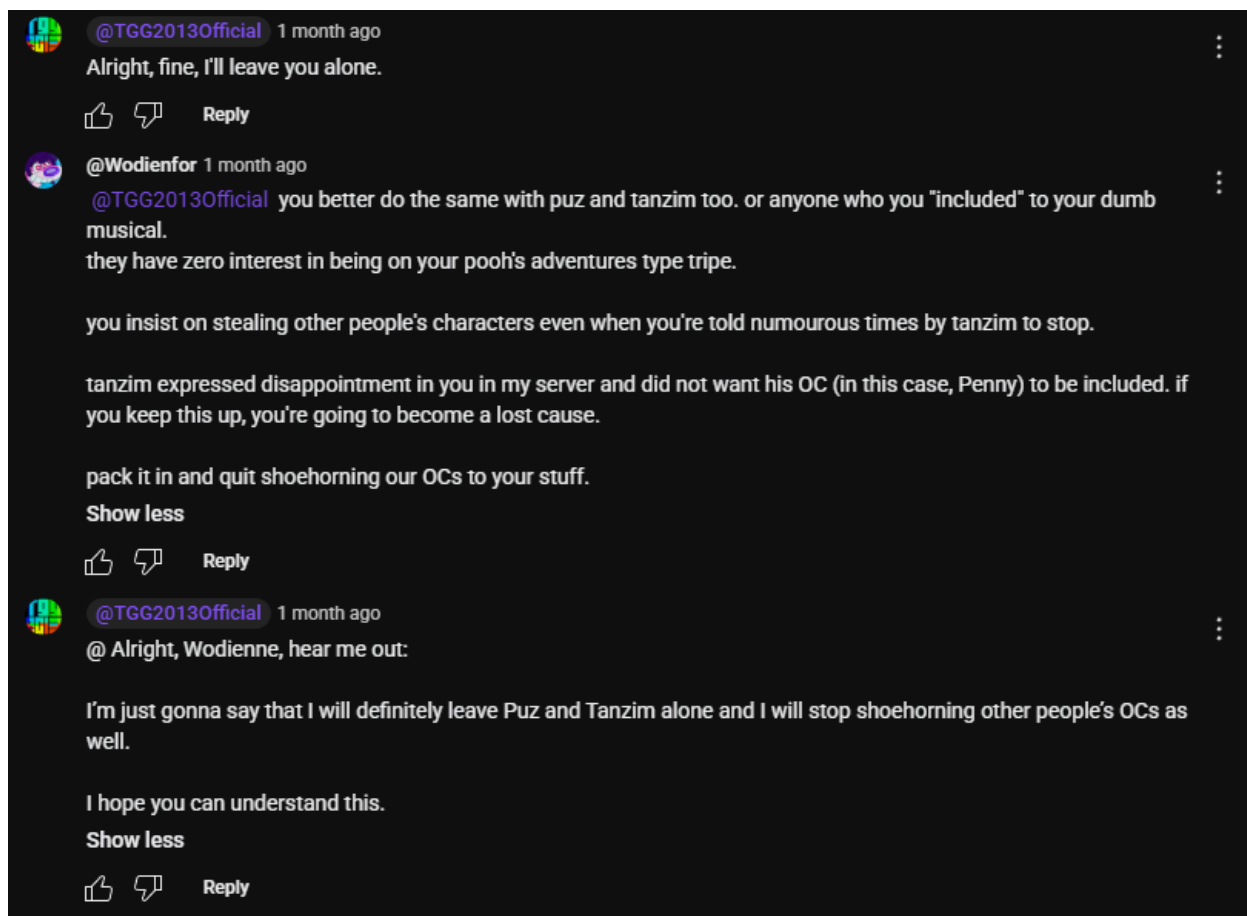 @TGG2013Official 1 month ago
Alright, fine, I'll leave you alone.
Reply
@Wodienfor 1 month ago
@TGG2013Official you better do the same with puz and tanzim too. or anyone who you "included" to your dumb
musical.
they have zero interest in being on your pooh's adventures type tripe.
you insist on stealing other people's characters even when you're told numourous times by tanzim to stop.
tanzim expressed disappointment in you in my server and did not want his OC (in this case, Penny) to be included. if
you keep this up, you're going to become a lost cause.
pack it in and quit shoehorning our OCs to your stuff.
Show less
Reply
@TGG2013Official 1 month ago
@ Alright, Wodienne, hear me out:
I'm just gonna say that I will definitely leave Puz and Tanzim alone and I will stop shoehorning other people's OCs as
well.
I hope you can understand this.
Show less
Reply